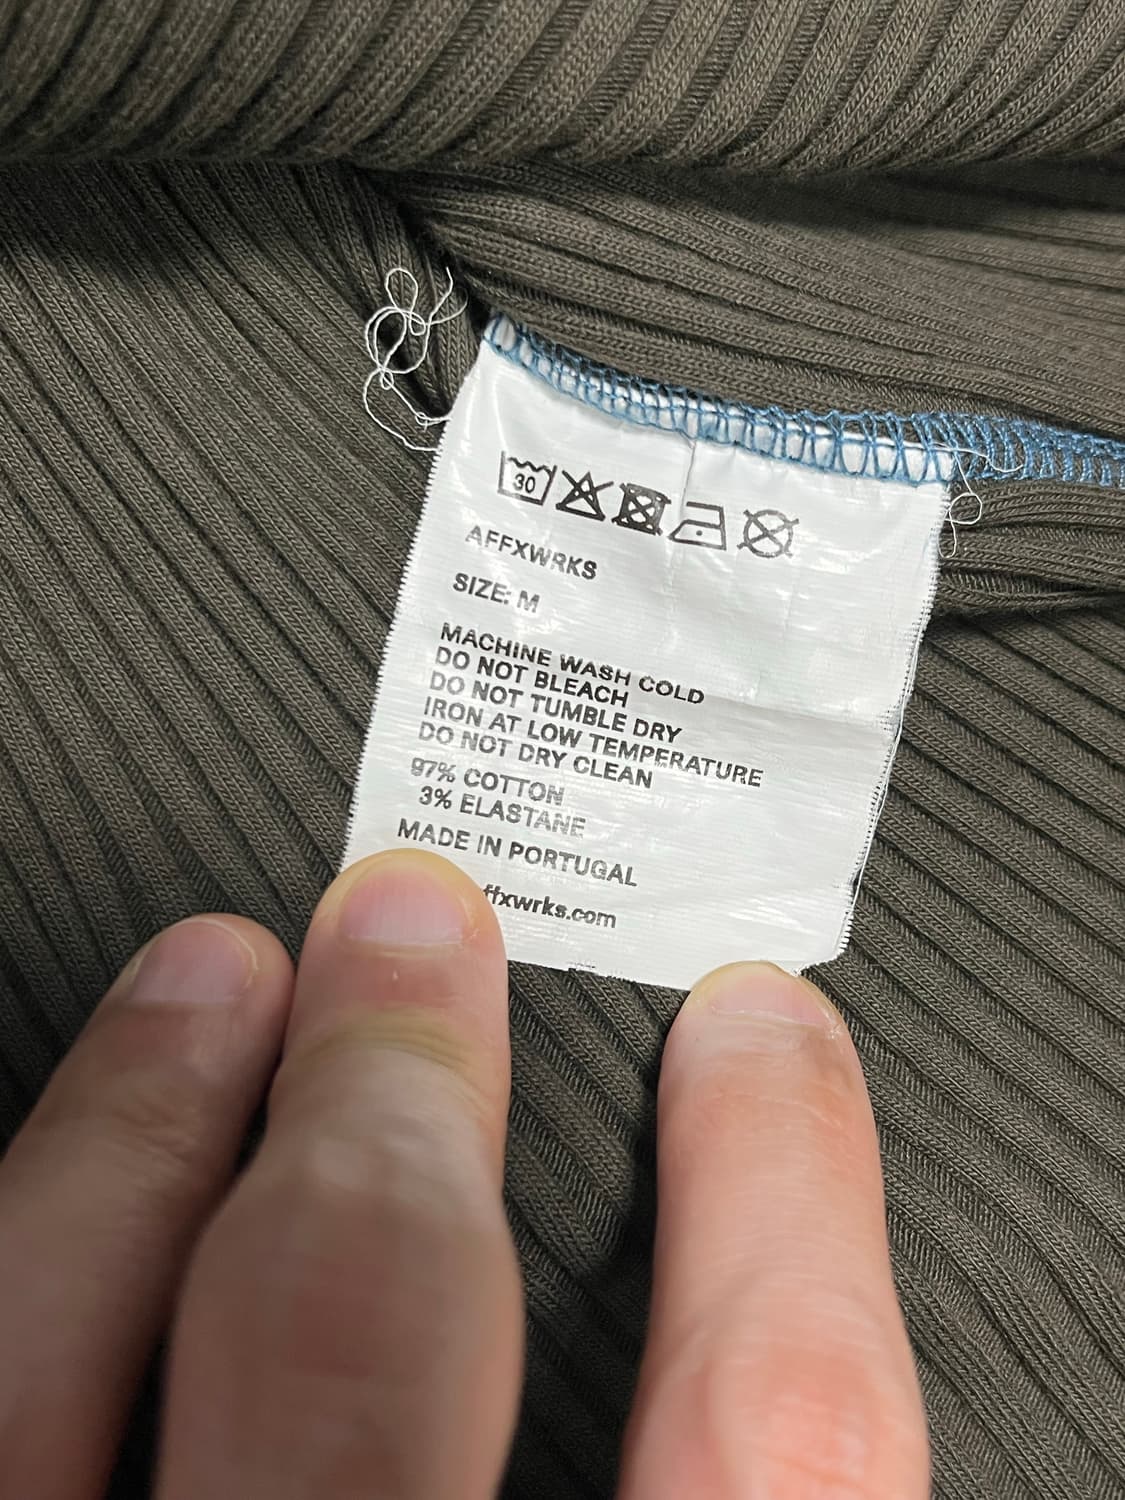 30
AFFXWRKS
SIZE: M
MACHINE WASH COLD
DO NOT BLEACH
DO NOT TUMBLE DRY
IRON AT LOW TEMPERATURE
DO NOT DRY CLEAN
97% COTTON
3% ELASTANE
MADE IN PORTUGAL
ffxwrks.com